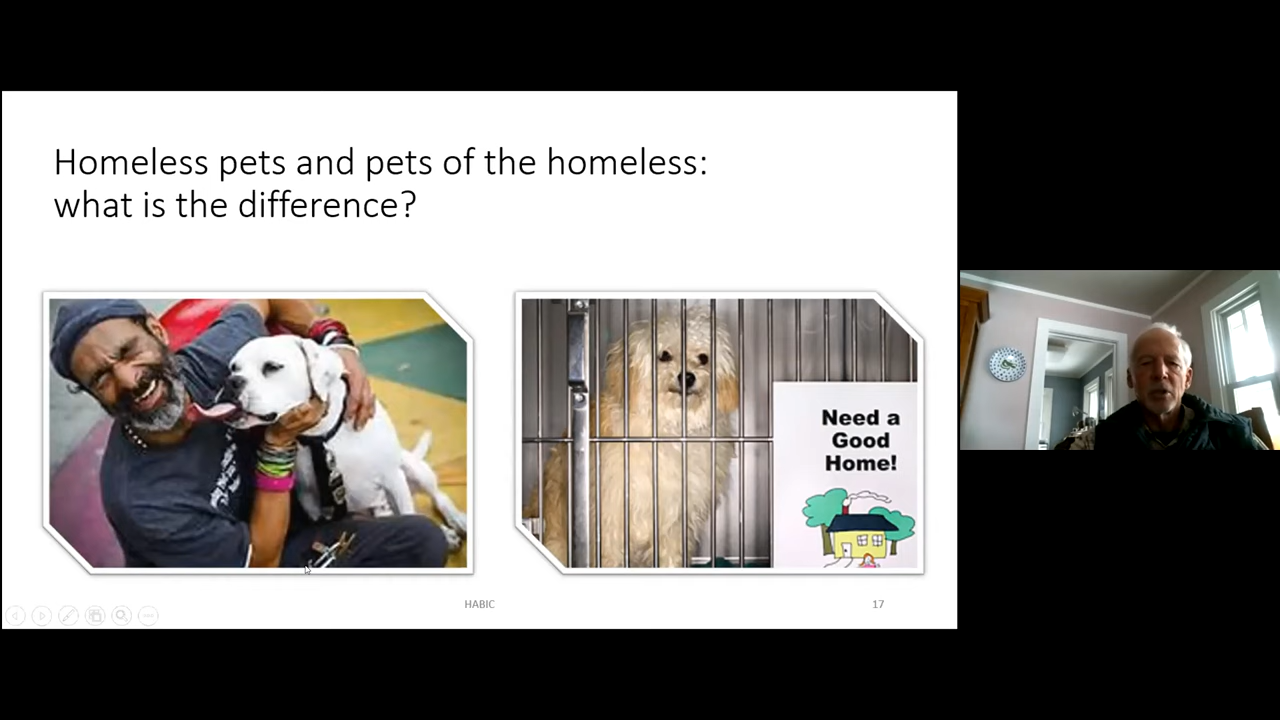 Homeless pets and pets of the homeless:
what is the difference?
Need a
Good
Home!
HABIC
17